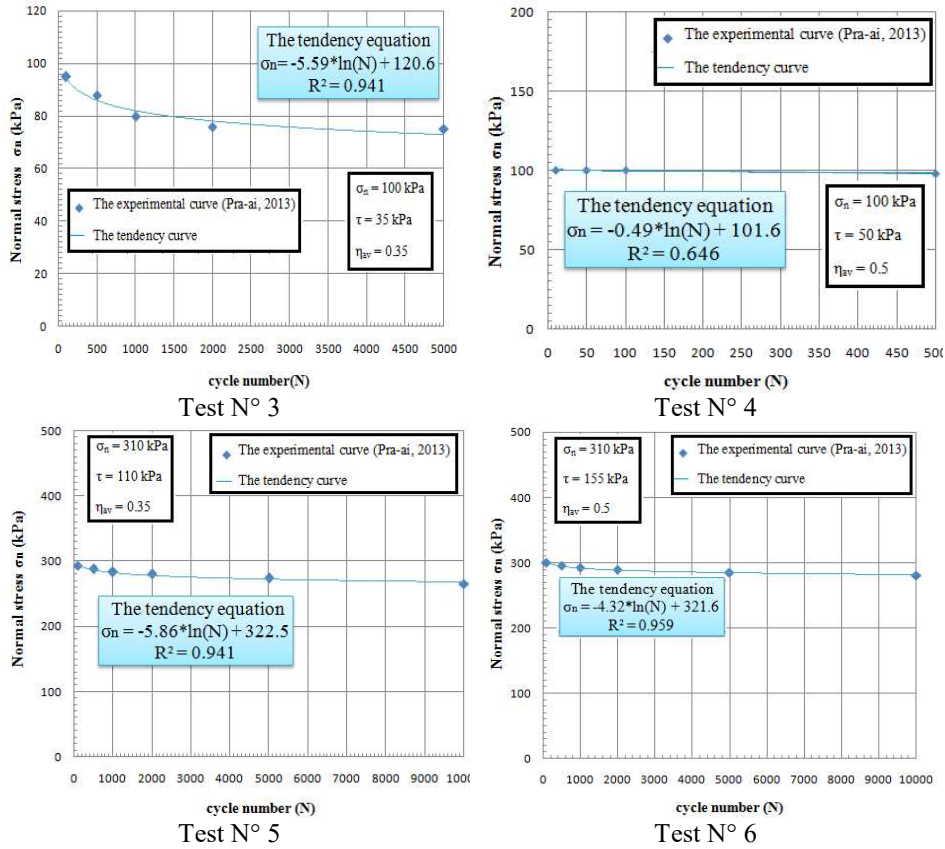 120
100
80
60
40
20
0
Normal stress σn (kPa)
The tendency equation
σn= -5.59*ln(N) + 120.6
R² = 0.941
The experimental curve (Pra-ai, 2013)
The tendency curve
σn = 100 kPa
τ = 35 kPa
ηav = 0.35
0 500 1000 1500 2000 2500 3000 3500 4000 4500 5000
cycle number(N)
Test N° 3
200
150
100
50
0
Normal stress σn (kPa)
The experimental curve (Pra-ai, 2013)
The tendency curve
The tendency equation
σn = -0.49*ln(N) + 101.6
R² = 0.646
σn = 100 kPa
τ = 50 kPa
ηav = 0.5
0 50 100 150 200 250 300 350 400 450 500
cycle number (N)
Test N° 4
500
400
300
200
100
0
Normal stress σn (kPa)
σn = 310 kPa
τ = 110 kPa
ηav = 0.35
The experimental curve (Pra-ai, 2013)
The tendency curve
The tendency equation
σn = -5.86*ln(N) + 322.5
R² = 0.941
0 1000 2000 3000 4000 5000 6000 7000 8000 9000 1000
cycle number (N)
Test N° 5
500
400
300
200
100
0
Normal stress σn (kPa)
σn = 310 kPa
τ = 155 kPa
ηav = 0.5
The experimental curve (Pra-ai, 2013)
The tendency curve
The tendency equation
σn= -4.32*ln(N) + 321.6
R² = 0.959
0 1000 2000 3000 4000 5000 6000 7000 8000 9000 10000
cycle number (N)
Test N° 6